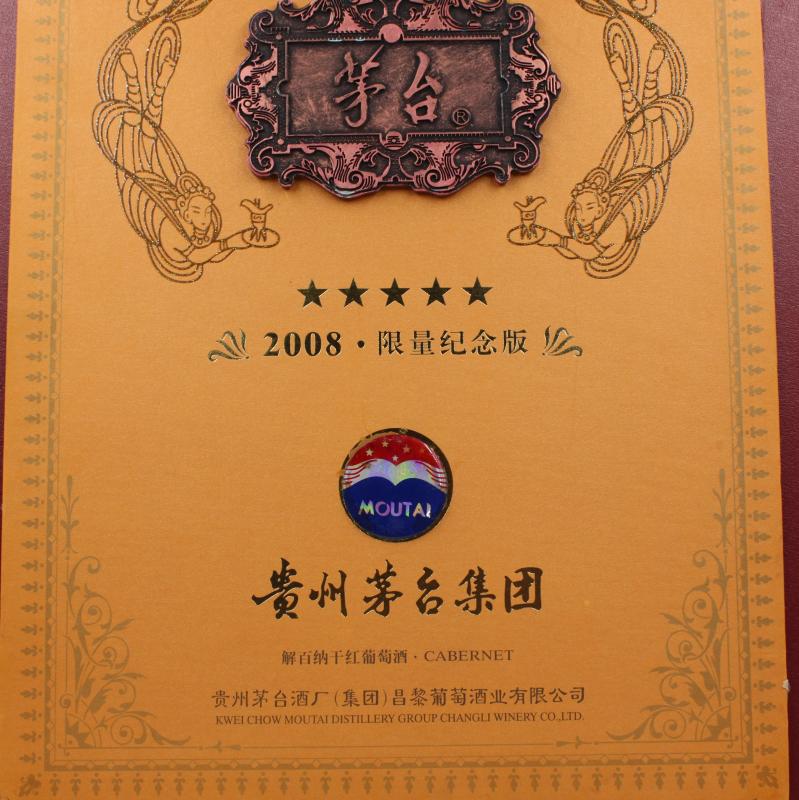 茅台®
2008·限量纪念版
MOUTAI
贵州茅台集团
解百纳干红葡萄酒·CABERNET
贵州茅台酒厂(集团)昌黎葡萄酒业有限公司
KWEI CHOW MOUTAI DISTILLERY GROUP CHANGLI WINERY CO.,LTD.